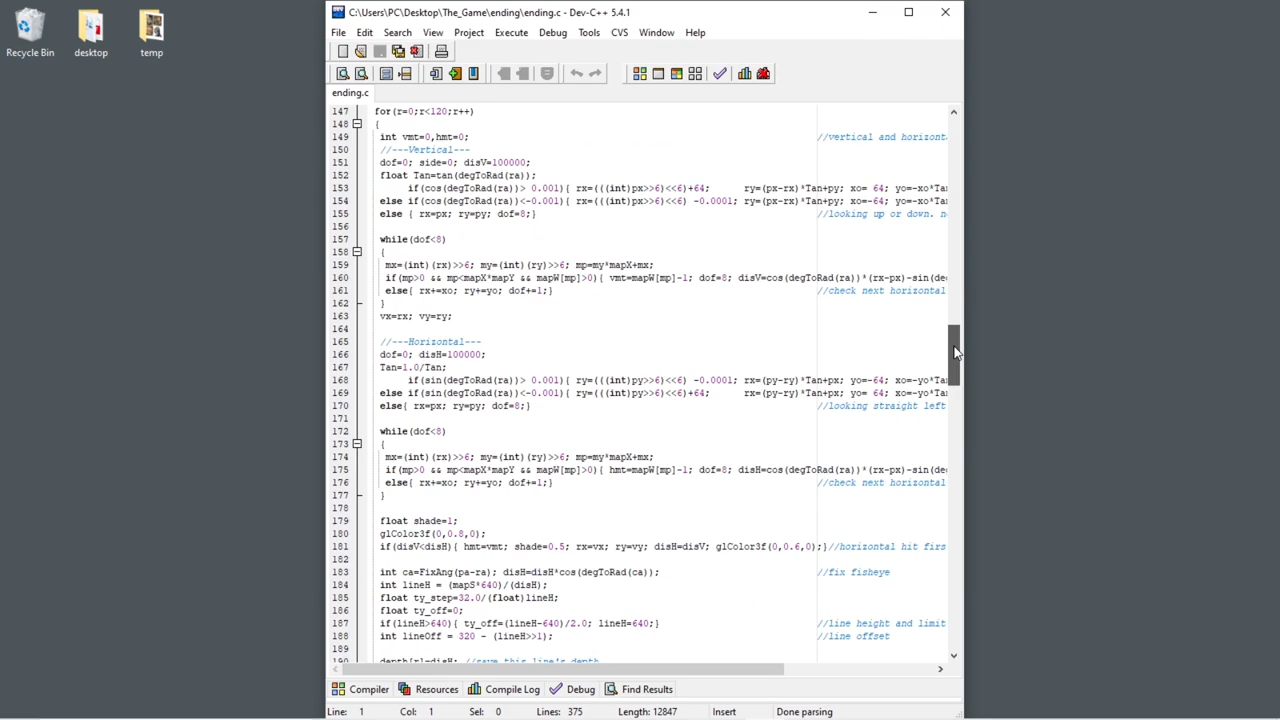 C:\Users\PC\Desktop\The_Game\ending\ending.c - Dev-C++ 5.4.1
Recycle Bin
desktop
temp
File Edit Search View Project Execute Debug Tools CVS Window Help
ending.c
147 for(r=0;r<120;r++)
148 {
149 int vmt=0,hmt=0; //vertical and horizont
150 //---Vertical---
151 dof=0; side=0; disV=100000;
152 float Tan=tan(degToRad(ra));
153 if(cos(degToRad(ra))> 0.001){ rx=(((int)px>>6)<<6)+64; ry=(px-rx)*Tan+py; xo= 64; yo=-xo*Tan
154 else if(cos(degToRad(ra))<-0.001){ rx=(((int)px>>6)<<6) -0.0001; ry=(px-rx)*Tan+py; xo=-64; yo=-xo*Tan
155 else { rx=px; ry=py; dof=8;} //looking up or down. n
156
157 while(dof<8)
158 {
159 mx=(int)(rx)>>6; my=(int)(ry)>>6; mp=my*mapX+mx;
160 if(mp>0 && mp<mapX*mapY && mapW[mp]>0){ vmt=mapW[mp]-1; dof=8; disV=cos(degToRad(ra))*(rx-px)-sin(de
161 else{ rx+=xo; ry+=yo; dof+=1;} //check next horizontal
162 }
163 vx=rx; vy=ry;
164
165 //---Horizontal---
166 dof=0; disH=100000;
167 Tan=1.0/Tan;
168 if(sin(degToRad(ra))> 0.001){ ry=(((int)py>>6)<<6) -0.0001; rx=(py-ry)*Tan+px; yo=-64; xo=-yo*Tan
169 else if(sin(degToRad(ra))<-0.001){ ry=(((int)py>>6)<<6)+64; rx=(py-ry)*Tan+px; yo= 64; xo=-yo*Tan
170 else{ rx=px; ry=py; dof=8;} //looking straight left
171
172 while(dof<8)
173 {
174 mx=(int)(rx)>>6; my=(int)(ry)>>6; mp=my*mapX+mx;
175 if(mp>0 && mp<mapX*mapY && mapW[mp]>0){ hmt=mapW[mp]-1; dof=8; disH=cos(degToRad(ra))*(rx-px)-sin(de
176 else{ rx+=xo; ry+=yo; dof+=1;} //check next horizontal
177 }
178
179 float shade=1;
180 glColor3f(0,0.8,0);
181 if(disV<disH){ hmt=vmt; shade=0.5; rx=vx; ry=vy; disH=disV; glColor3f(0,0.6,0);}//horizontal hit firs
182
183 int ca=FixAng(pa-ra); disH=disH*cos(degToRad(ca)); //fix fisheye
184 int lineH = (mapS*640)/(disH);
185 float ty_step=32.0/(float)lineH;
186 float ty_off=0;
187 if(lineH>640){ ty_off=(lineH-640)/2.0; lineH=640;} //line height and limit
188 int lineOff = 320 - (lineH>>1); //line offset
189
190 depth[r]=disH; //save this line's depth
Compiler Resources Compile Log Debug Find Results
Line: 1 Col: 1 Sel: 0 Lines: 375 Length: 12847 Insert Done parsing